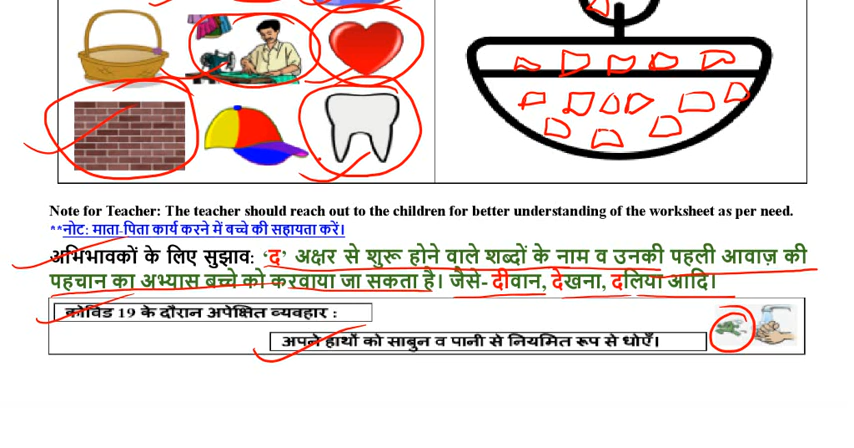 Note for Teacher: The teacher should reach out to the children for better understanding of the worksheet as per need.
**नोट: माता-पिता कार्य करने में बच्चे की सहायता करें।
अभिभावकों के लिए सुझाव: ‘द’ अक्षर से शुरू होने वाले शब्दों के नाम व उनकी पहली आवाज़ की
पहचान का अभ्यास बच्चे को करवाया जा सकता है। जैसे- दीवान, देखना, दलिया आदि।
कोविड 19 के दौरान अपेक्षित व्यवहार :
अपने हाथों को साबुन व पानी से नियमित रूप से धोएँ।